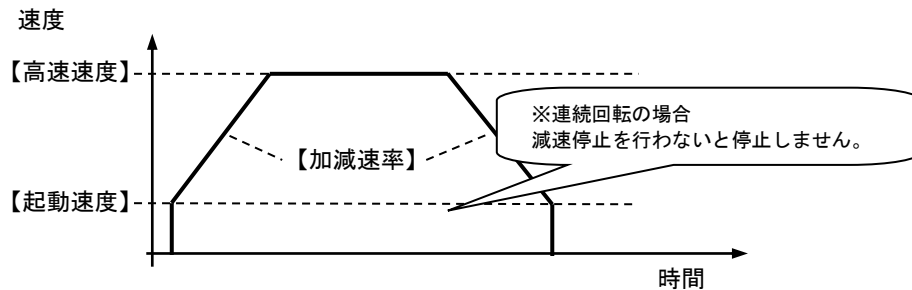 速度
【高速速度】
※連続回転の場合
減速停止を行わないと停止しません。
【加減速率】
【起動速度】
時間